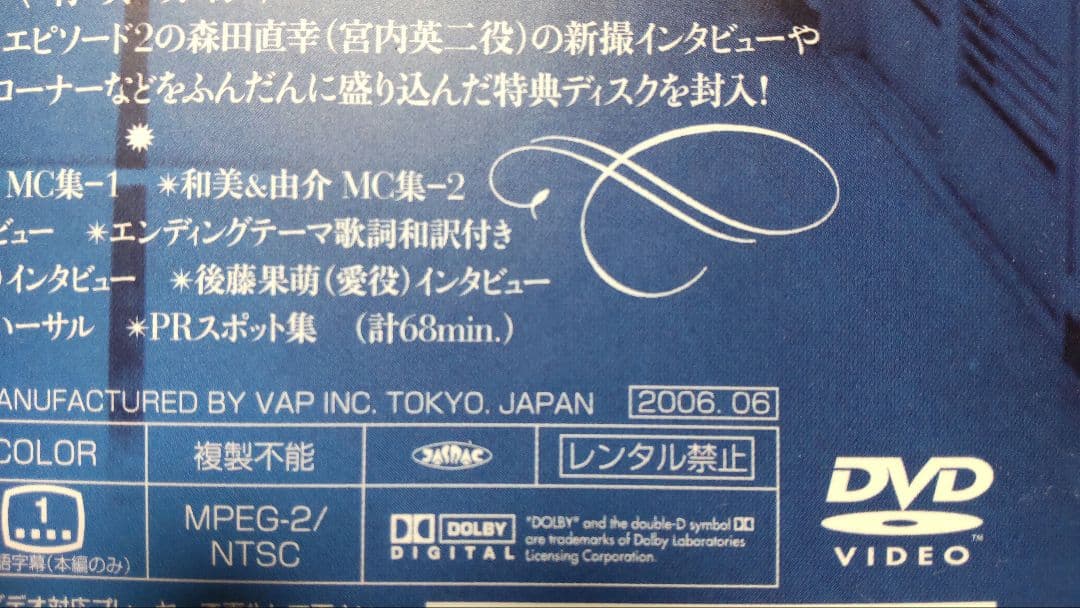 エピソード2の森田直幸(宮内英二役)の新撮インタビューや
コーナーなどをふんだんに盛り込んだ特典ディスクを封入!
MC集-1 ✷和美&由介 MC集-2
ビュー ✷エンディングテーマ歌詞和訳付き
インタビュー ✷後藤果萌(愛役)インタビュー
ハーサル ✷PRスポット集 (計68min.)
MANUFACTURED BY VAP INC. TOKYO. JAPAN 2006. 06
COLOR 複製不能 JASRAC レンタル禁止
1
語字幕(本編のみ)
MPEG-2/
NTSC
DOLBY
DIGITAL
"DOLBY" and the double-D symbol
are trademarks of Dolby Laboratories
Licensing Corporation.
DVD
VIDEO
TM